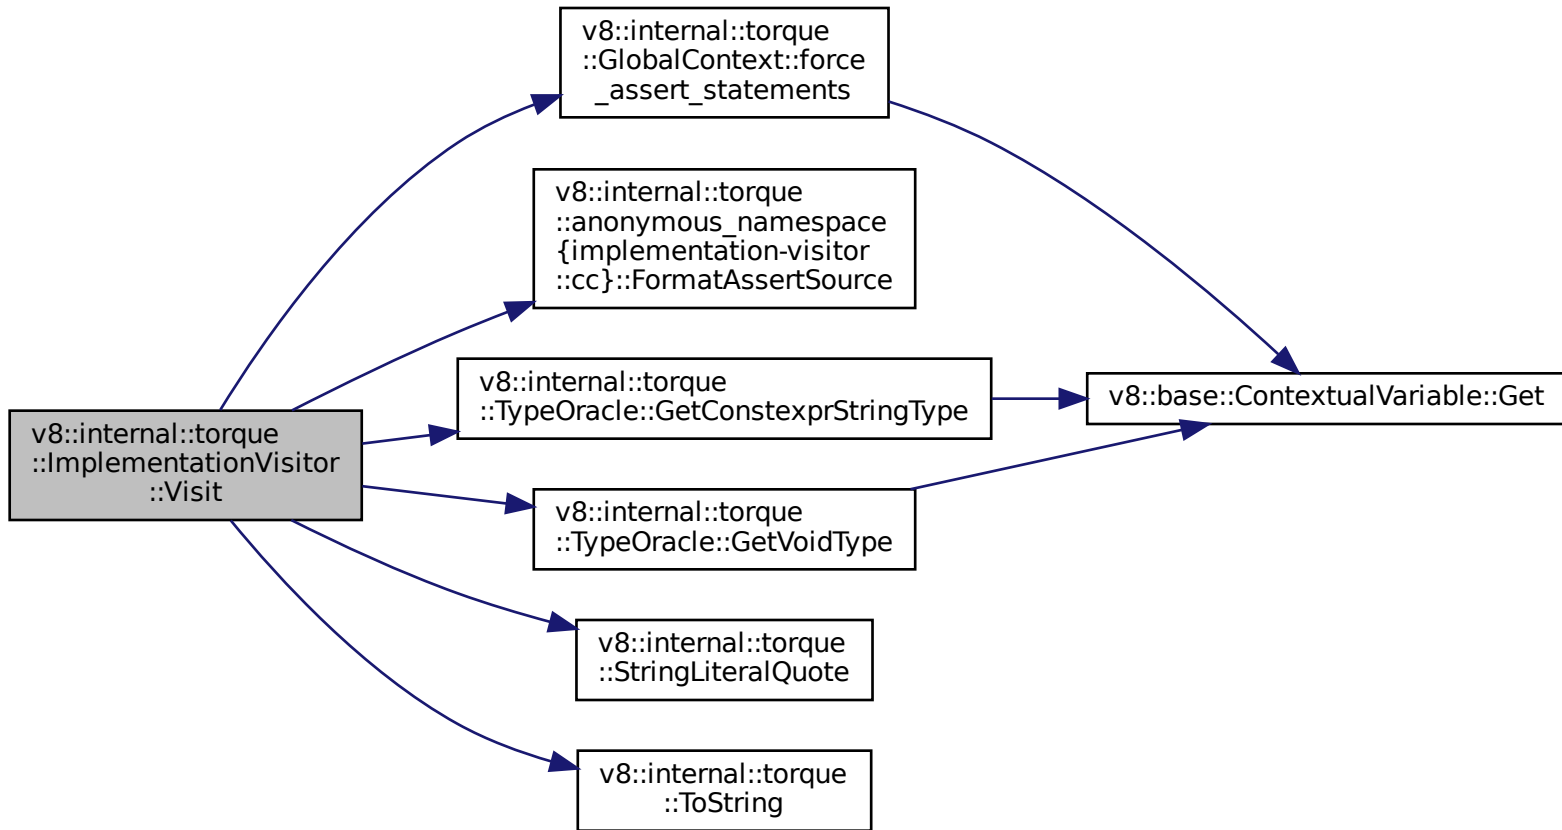 v8::internal::torque
::GlobalContext::force
_assert_statements
v8::internal::torque
::anonymous_namespace
{implementation-visitor
::cc}::FormatAssertSource
v8::internal::torque
::TypeOracle::GetConstexprStringType
v8::base::ContextualVariable::Get
v8::internal::torque
::ImplementationVisitor
::Visit
v8::internal::torque
::TypeOracle::GetVoidType
v8::internal::torque
::StringLiteralQuote
v8::internal::torque
::ToString